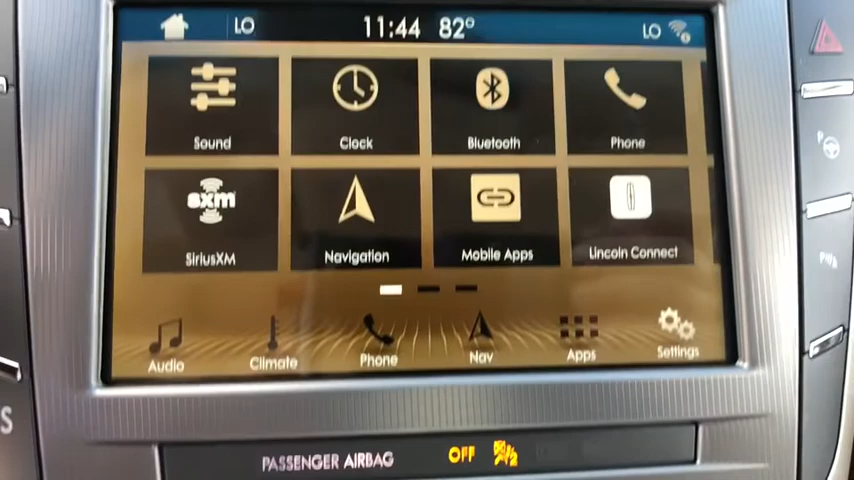 LO 11:44 82° LO
Sound Clock Bluetooth Phone
sxm
SiriusXM Navigation Mobile Apps Lincoln Connect
Audio Climate Phone Nav Apps Settings
PASSENGER AIRBAG OFF